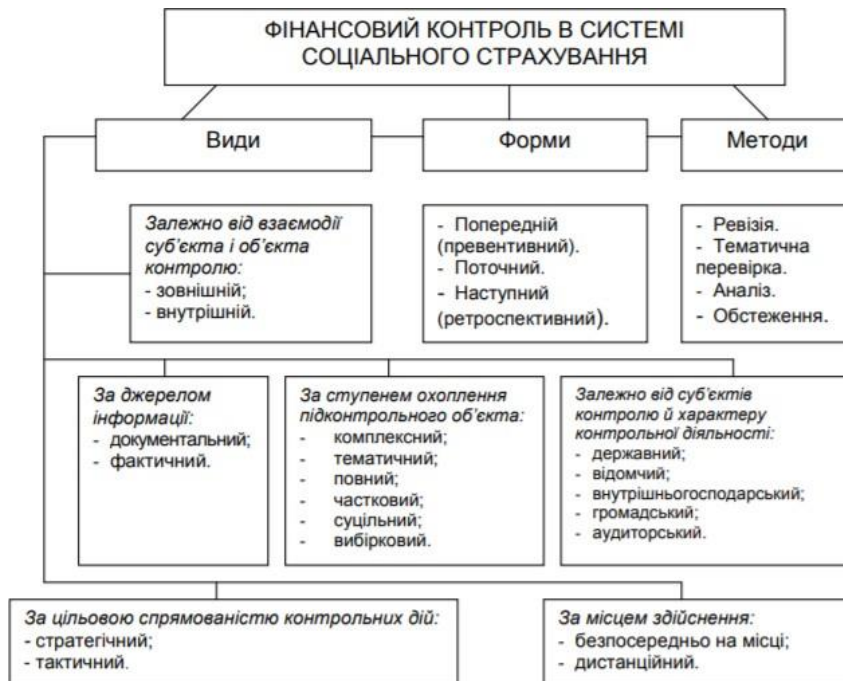 ФІНАНСОВИЙ КОНТРОЛЬ В СИСТЕМІ
СОЦІАЛЬНОГО СТРАХУВАННЯ
Види
Форми
Методи
Залежно від взаємодії
суб’єкта і об’єкта
контролю:
- зовнішній;
- внутрішній.
- Попередній
(превентивний).
- Поточний.
- Наступний
(ретроспективний).
- Ревізія.
- Тематична
перевірка.
- Аналіз.
- Обстеження.
За джерелом
інформації:
- документальний;
- фактичний.
За ступенем охоплення
підконтрольного об’єкта:
- комплексний;
- тематичний;
- повний;
- частковий;
- суцільний;
- вибірковий.
Залежно від суб’єктів
контролю й характеру
контрольної діяльності:
- державний;
- відомчий;
- внутрішньогосподарський;
- громадський;
- аудиторський.
За цільовою спрямованістю контрольних дій:
- стратегічний;
- тактичний.
За місцем здійснення:
- безпосередньо на місці;
- дистанційний.